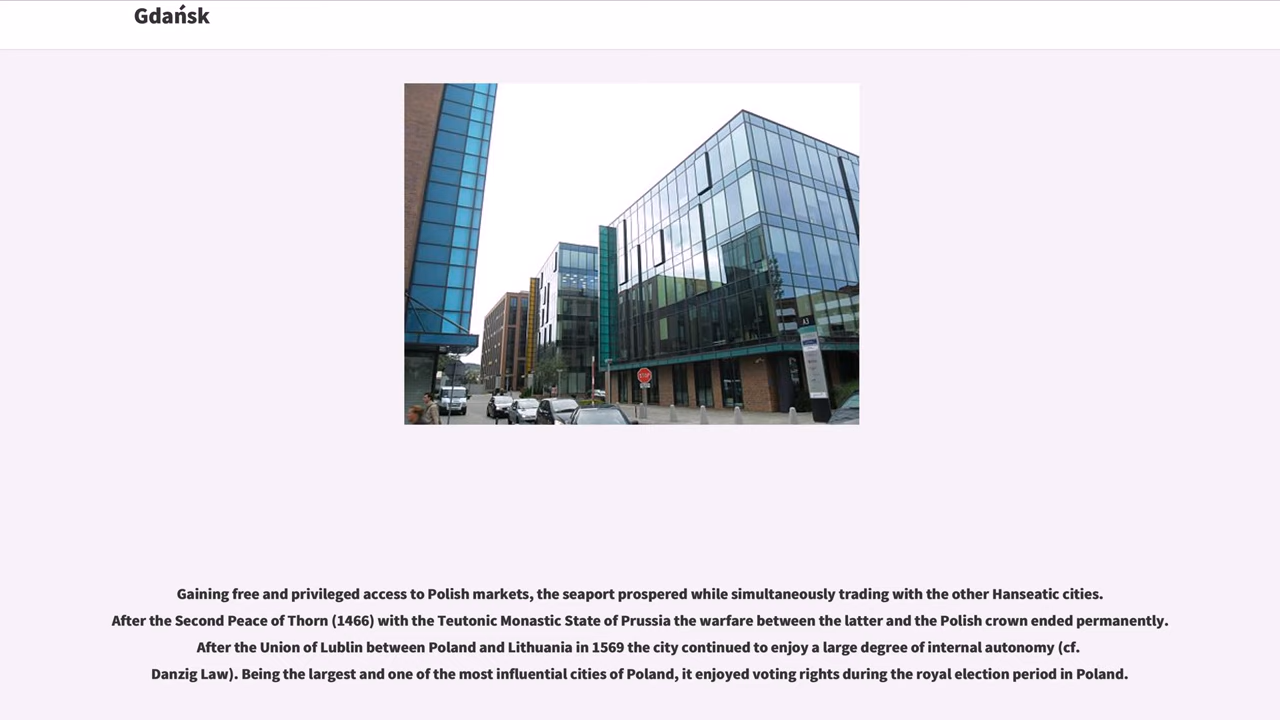 Gdańsk
A3
STOP
Gaining free and privileged access to Polish markets, the seaport prospered while simultaneously trading with the other Hanseatic cities.
After the Second Peace of Thorn (1466) with the Teutonic Monastic State of Prussia the warfare between the latter and the Polish crown ended permanently.
After the Union of Lublin between Poland and Lithuania in 1569 the city continued to enjoy a large degree of internal autonomy (cf.
Danzig Law). Being the largest and one of the most influential cities of Poland, it enjoyed voting rights during the royal election period in Poland.